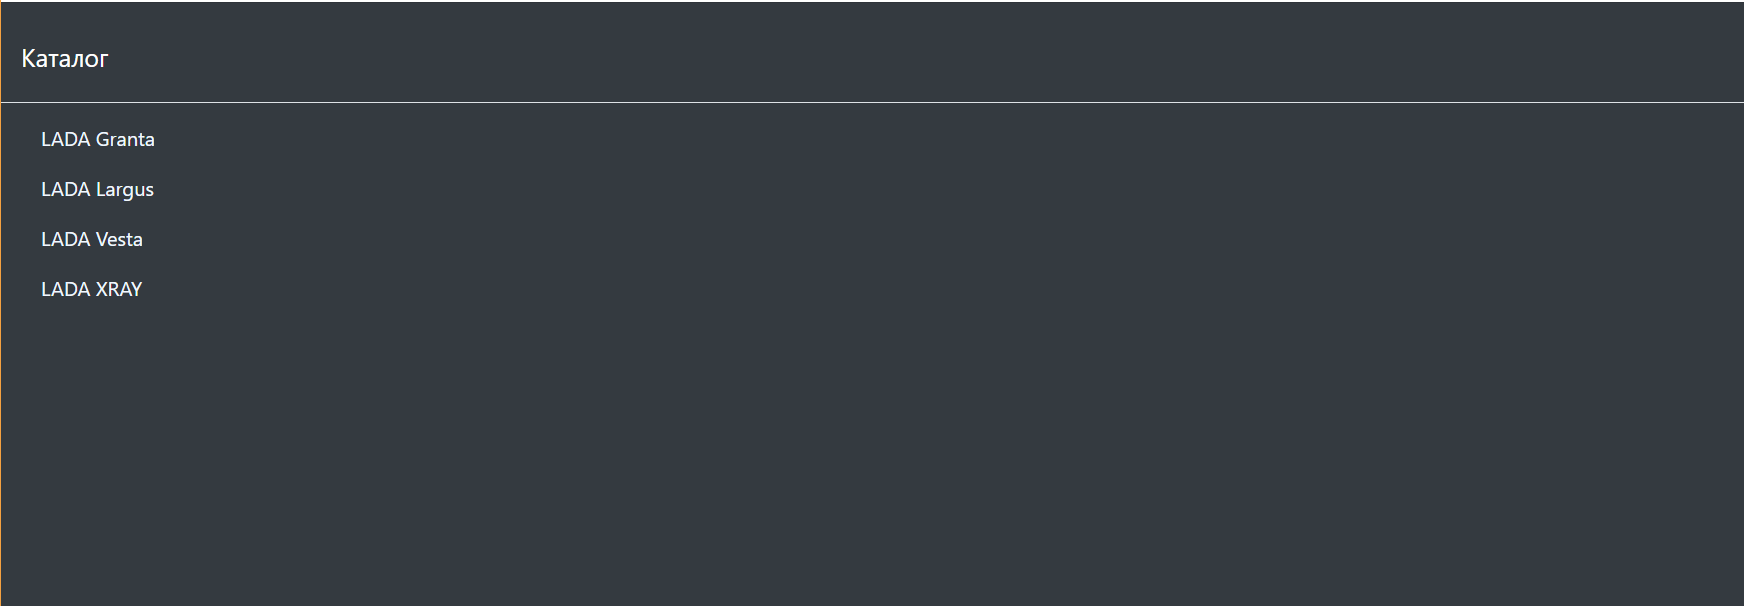 Каталог
LADA Granta
LADA Largus
LADA Vesta
LADA XRAY